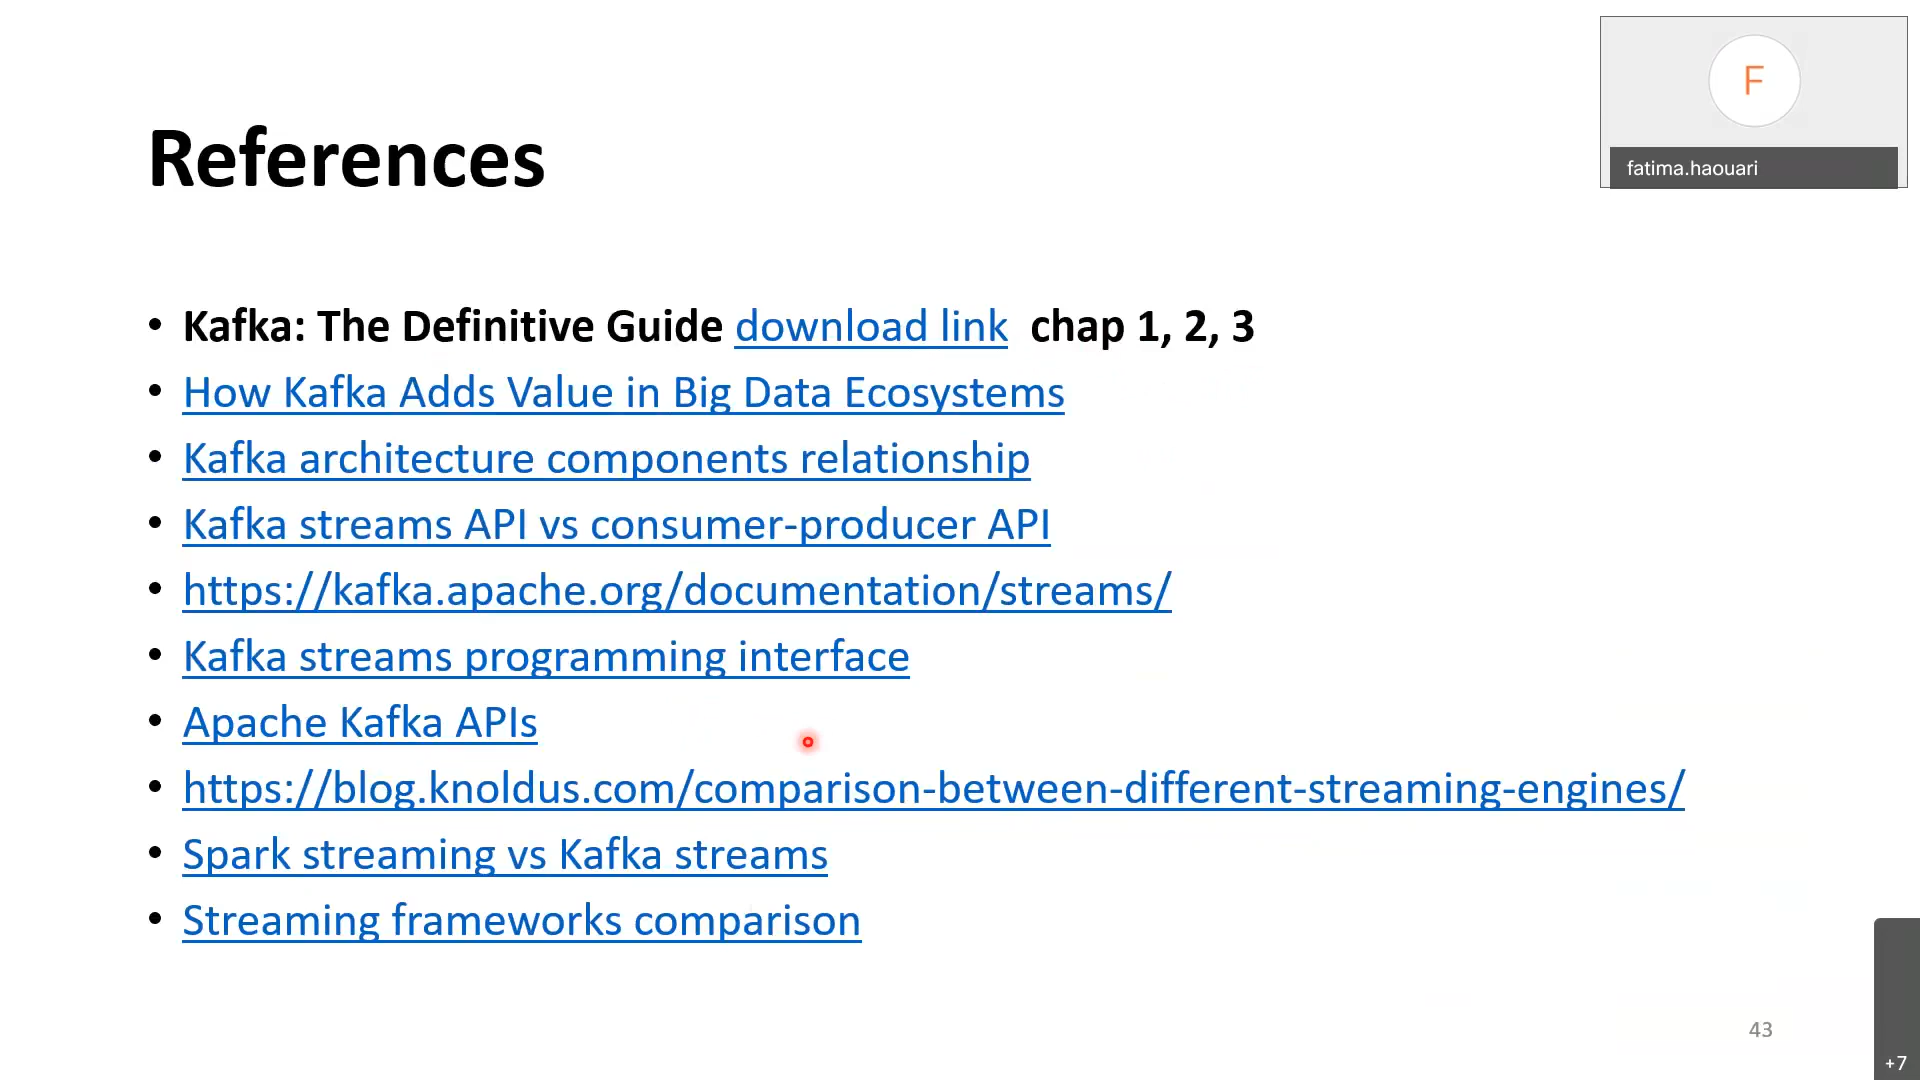 F
fatima.haouari
References
• Kafka: The Definitive Guide download link chap 1, 2, 3
• How Kafka Adds Value in Big Data Ecosystems
• Kafka architecture components relationship
• Kafka streams API vs consumer-producer API
• https://kafka.apache.org/documentation/streams/
• Kafka streams programming interface
• Apache Kafka APIs
• https://blog.knoldus.com/comparison-between-different-streaming-engines/
• Spark streaming vs Kafka streams
• Streaming frameworks comparison
43
+7